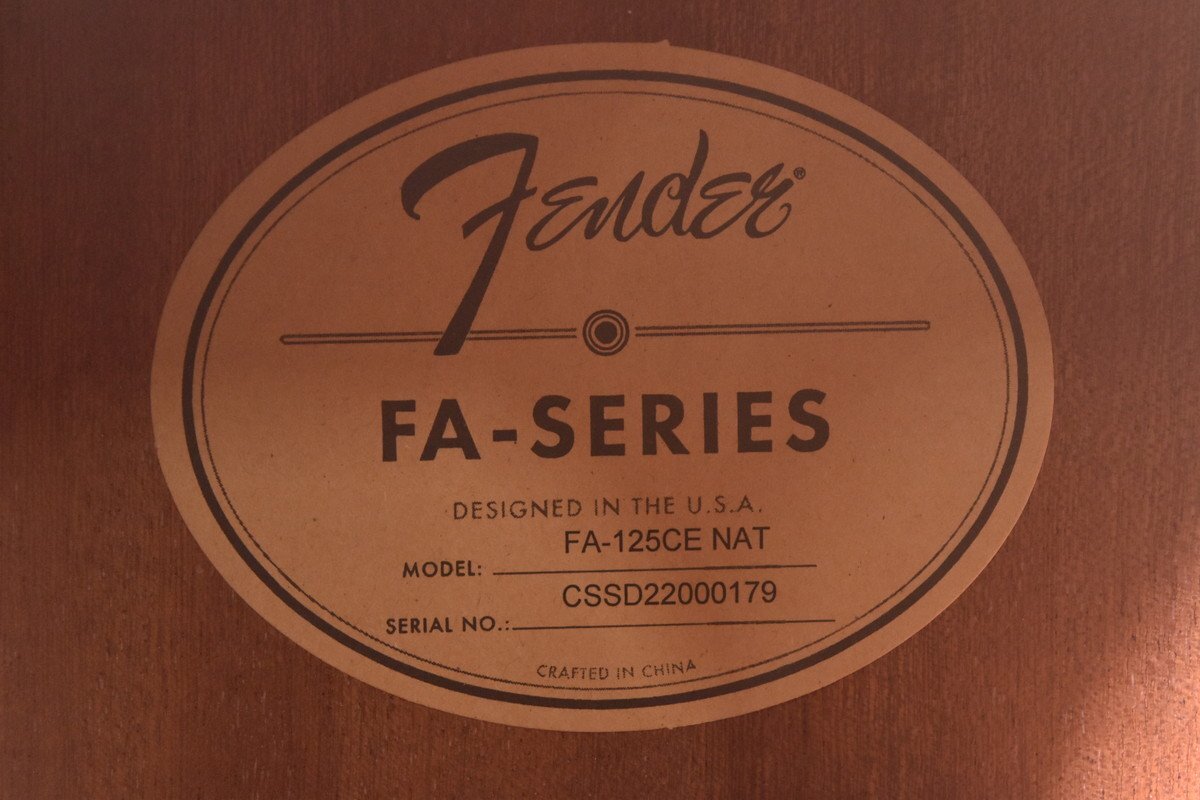 Fender®
FA-SERIES
DESIGNED IN THE U.S.A.
MODEL: FA-125CE NAT
SERIAL NO.: CSSD22000179
CRAFTED IN CHINA